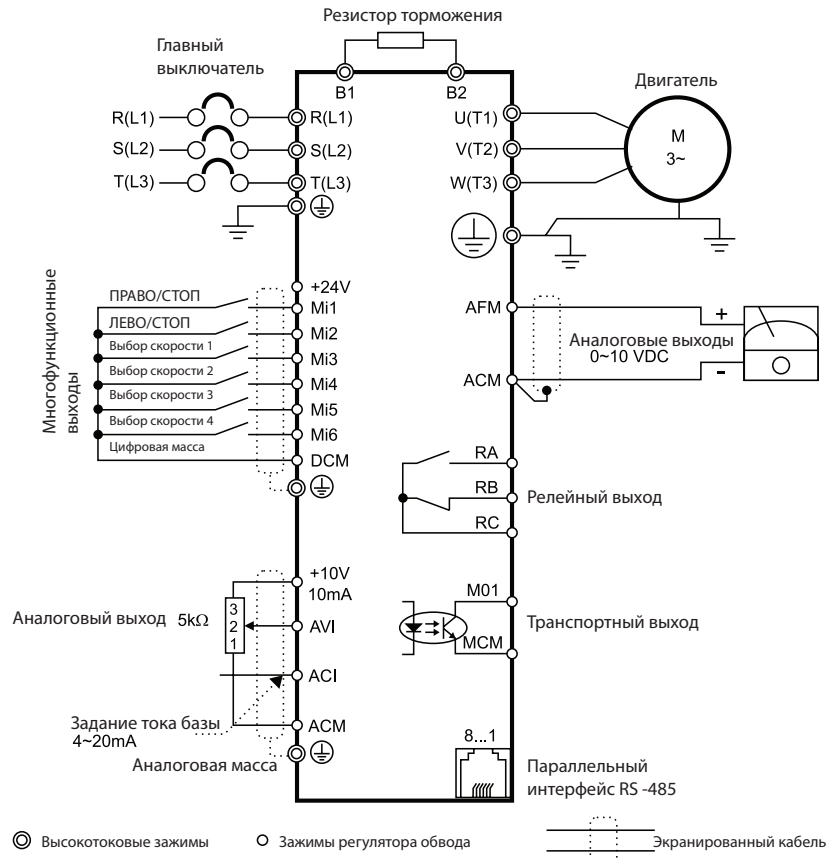 Резистор торможения
Главный
выключатель
B1
B2
Двигатель
R(L1)
R(L1)
U(T1)
S(L2)
S(L2)
V(T2)
T(L3)
T(L3)
W(T3)
M
3~
Многофункционные
выходы
ПРАВО/СТОП
ЛЕВО/СТОП
Выбор скорости 1
Выбор скорости 2
Выбор скорости 3
Выбор скорости 4
Цифровая масса
+24V
Mi1
Mi2
Mi3
Mi4
Mi5
Mi6
DCM
AFM
ACM
+
Аналоговые выходы
0~10 VDC
-
RA
RB
RC
Релейный выход
+10V
10mA
Аналоговый выход
5kΩ
3
2
1
AVI
ACI
Задание тока базы
4~20mA
ACM
Аналоговая масса
M01
MCM
Транспортный выход
8...1
Параллельный
интерфейс RS -485
Высокотоковые зажимы
Зажимы регулятора обвода
Экранированный кабель